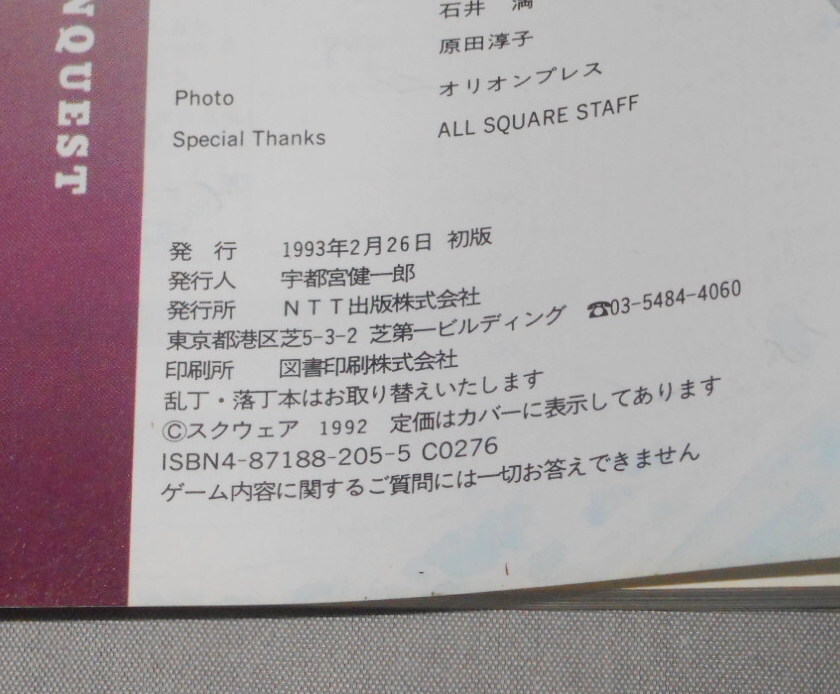 NQUEST
石井　満
原田淳子
Photo　オリオンプレス
Special Thanks　ALL SQUARE STAFF
発　行　1993年2月26日 初版
発行人　宇都宮健一郎
発行所　NTT出版株式会社
東京都港区芝5-3-2 芝第一ビルディング　☎03-5484-4060
印刷所　図書印刷株式会社
乱丁・落丁本はお取り替えいたします
©スクウェア　1992　定価はカバーに表示してあります
ISBN4-87188-205-5 C0276
ゲーム内容に関するご質問には一切お答えできません